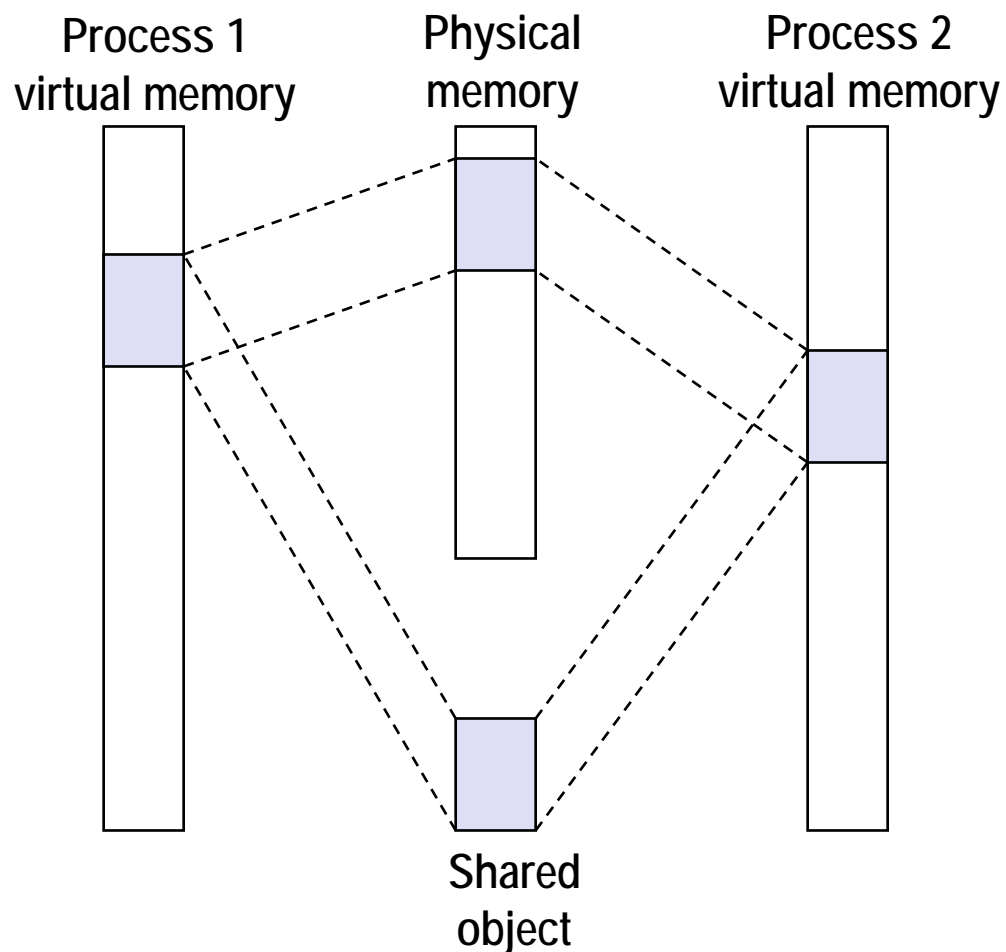 Process 1
virtual memory
Physical
memory
Process 2
virtual memory
Shared
object